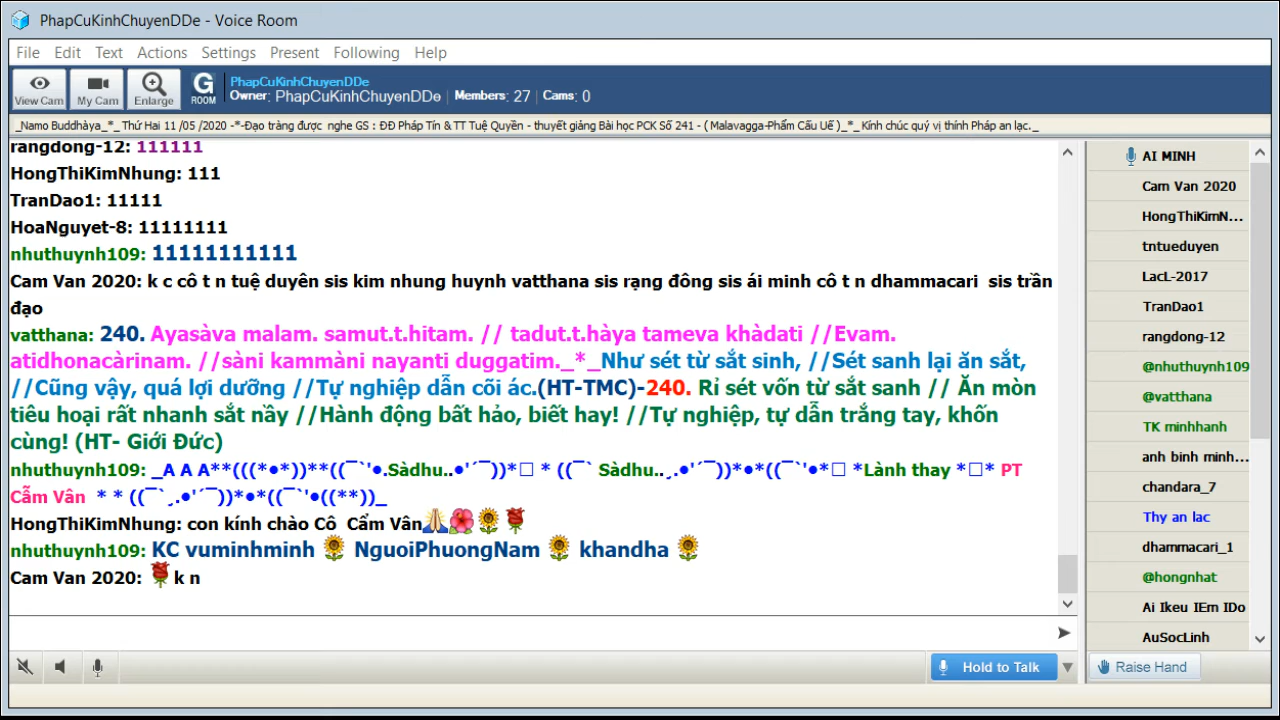 PhapCuKinhChuyenDDe - Voice Room
File Edit Text Actions Settings Present Following Help
View Cam My Cam Enlarge G ROOM
PhapCuKinhChuyenDDe
Owner: PhapCuKinhChuyenDDe Members: 27 Cams: 0
_Namo Buddhàya_*_ Thứ Hai 11 /05 /2020 -*-Đạo tràng được nghe GS : ĐĐ Pháp Tín & TT Tuệ Quyền - thuyết giảng Bài học PCK Số 241 - ( Malavagga-Phẩm Cấu Uế )_*_ Kính chúc quý vị thính Pháp an lạc._
rangdong-12: 111111
HongThiKimNhung: 111
TranDao1: 11111
HoaNguyet-8: 11111111
nhuthuynh109: 11111111111
Cam Van 2020: k c cô t n tuệ duyên sis kim nhung huynh vatthana sis rạng đông sis ái minh cô t n dhammacari sis trần
đạo
vatthana: 240. Ayasàva malam. samut.t.hitam. // tadut.t.hàya tameva khàdati //Evam.
atidhonacàrinam. //sàni kammàni nayanti duggatim._*_Như sét từ sắt sinh, //Sét sanh lại ăn sắt,
//Cũng vậy, quá lợi dưỡng //Tự nghiệp dẫn cõi ác.(HT-TMC)-240. Rỉ sét vốn từ sắt sanh // Ăn mòn
tiêu hoại rất nhanh sắt nầy //Hành động bất hảo, biết hay! //Tự nghiệp, tự dẫn trắng tay, khốn
cùng! (HT- Giới Đức)
nhuthuynh109: _A A A**(((*•*))**((¯`'•.Sàdhu..•'´¯))*□ * ((¯` Sàdhu..¸.•'´¯))*•*((¯`'•*□ *Lành thay *□* PT
Cẩm Vân * * ((¯`¸.•'´¯))*•*((¯`'•((**))_
HongThiKimNhung: con kính chào Cô Cẩm Vân🙏🌺🌻🌹
nhuthuynh109: KC vuminhminh 🌻 NguoiPhuongNam 🌻 khandha 🌻
Cam Van 2020: 🌹k n
Hold to Talk
AI MINH
Cam Van 2020
HongThiKimN...
tntueduyen
LacL-2017
TranDao1
rangdong-12
@nhuthuynh109
@vatthana
TK minhhanh
anh binh minh...
chandara_7
Thy an lac
dhammacari_1
@hongnhat
Ai Ikeu IEm IDo
AuSocLinh
Raise Hand